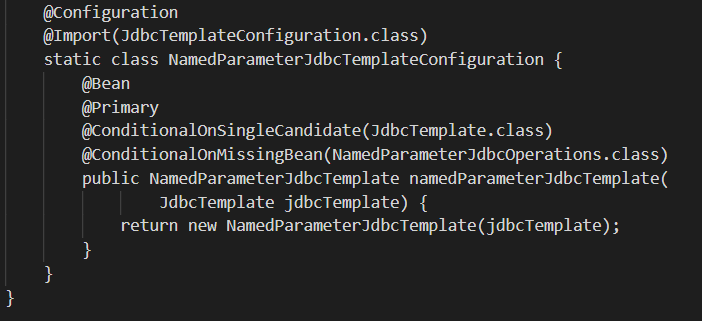 @Configuration
@Import(JdbcTemplateConfiguration.class)
static class NamedParameterJdbcTemplateConfiguration {
@Bean
@Primary
@ConditionalOnSingleCandidate(JdbcTemplate.class)
@ConditionalOnMissingBean(NamedParameterJdbcOperations.class)
public NamedParameterJdbcTemplate namedParameterJdbcTemplate(
JdbcTemplate jdbcTemplate) {
return new NamedParameterJdbcTemplate(jdbcTemplate);
}
}
}